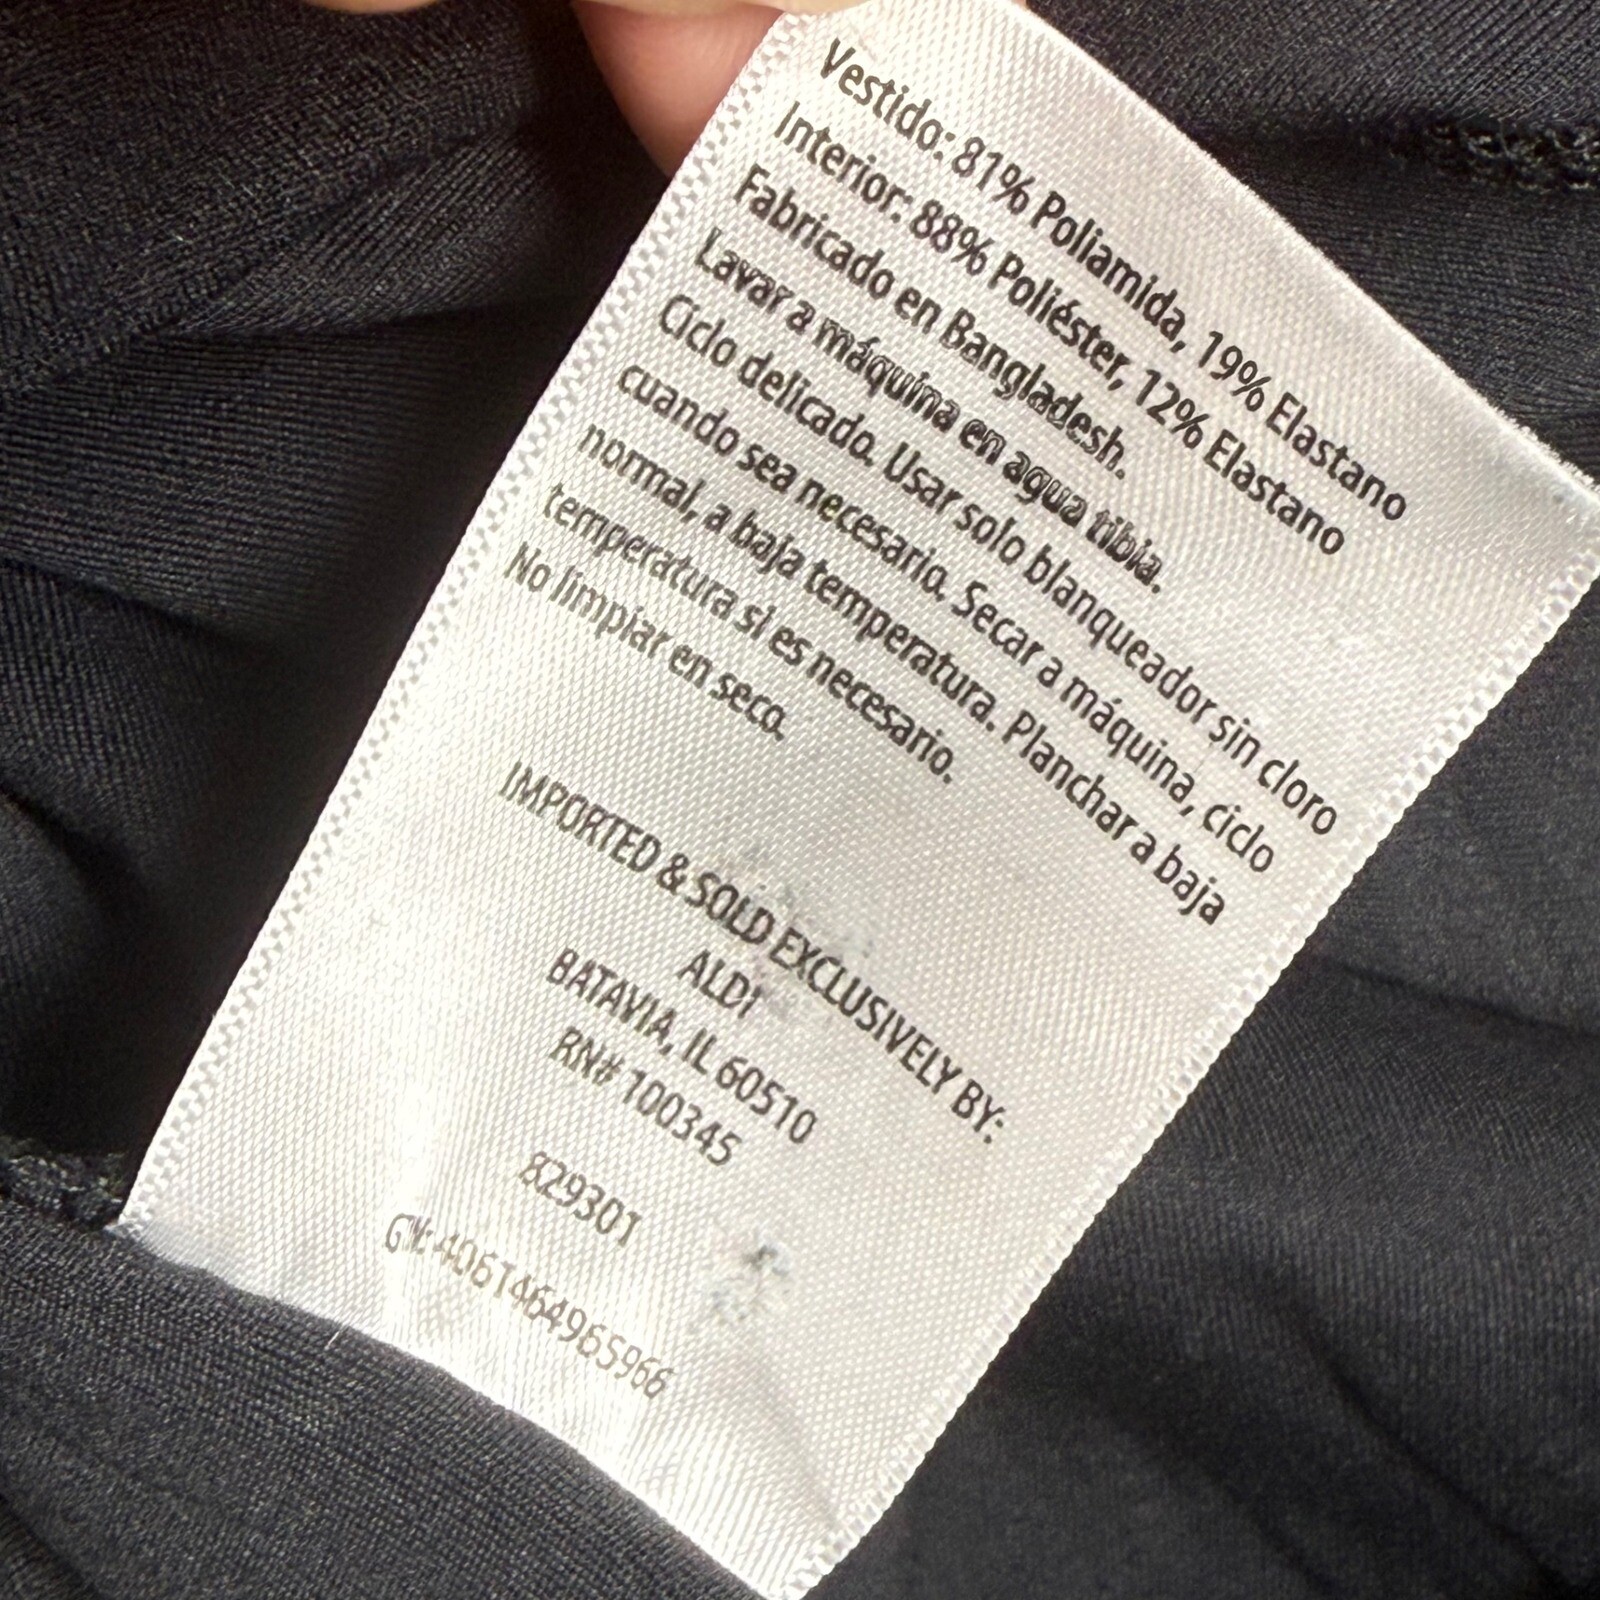 Vestido: 81% Poliamida, 19% Elastano
Interior: 88% Poliéster, 12% Elastano
Fabricado en Bangladesh.
Lavar a máquina en agua tibia.
Ciclo delicado. Usar solo blanqueador sin cloro
cuando sea necesario. Secar a máquina, ciclo
normal, a baja temperatura. Planchar a baja
temperatura si es necesario.
No limpiar en seco.
IMPORTED & SOLD EXCLUSIVELY BY:
ALDI
BATAVIA, IL 60510
RN# 100345
829301
4061464965966